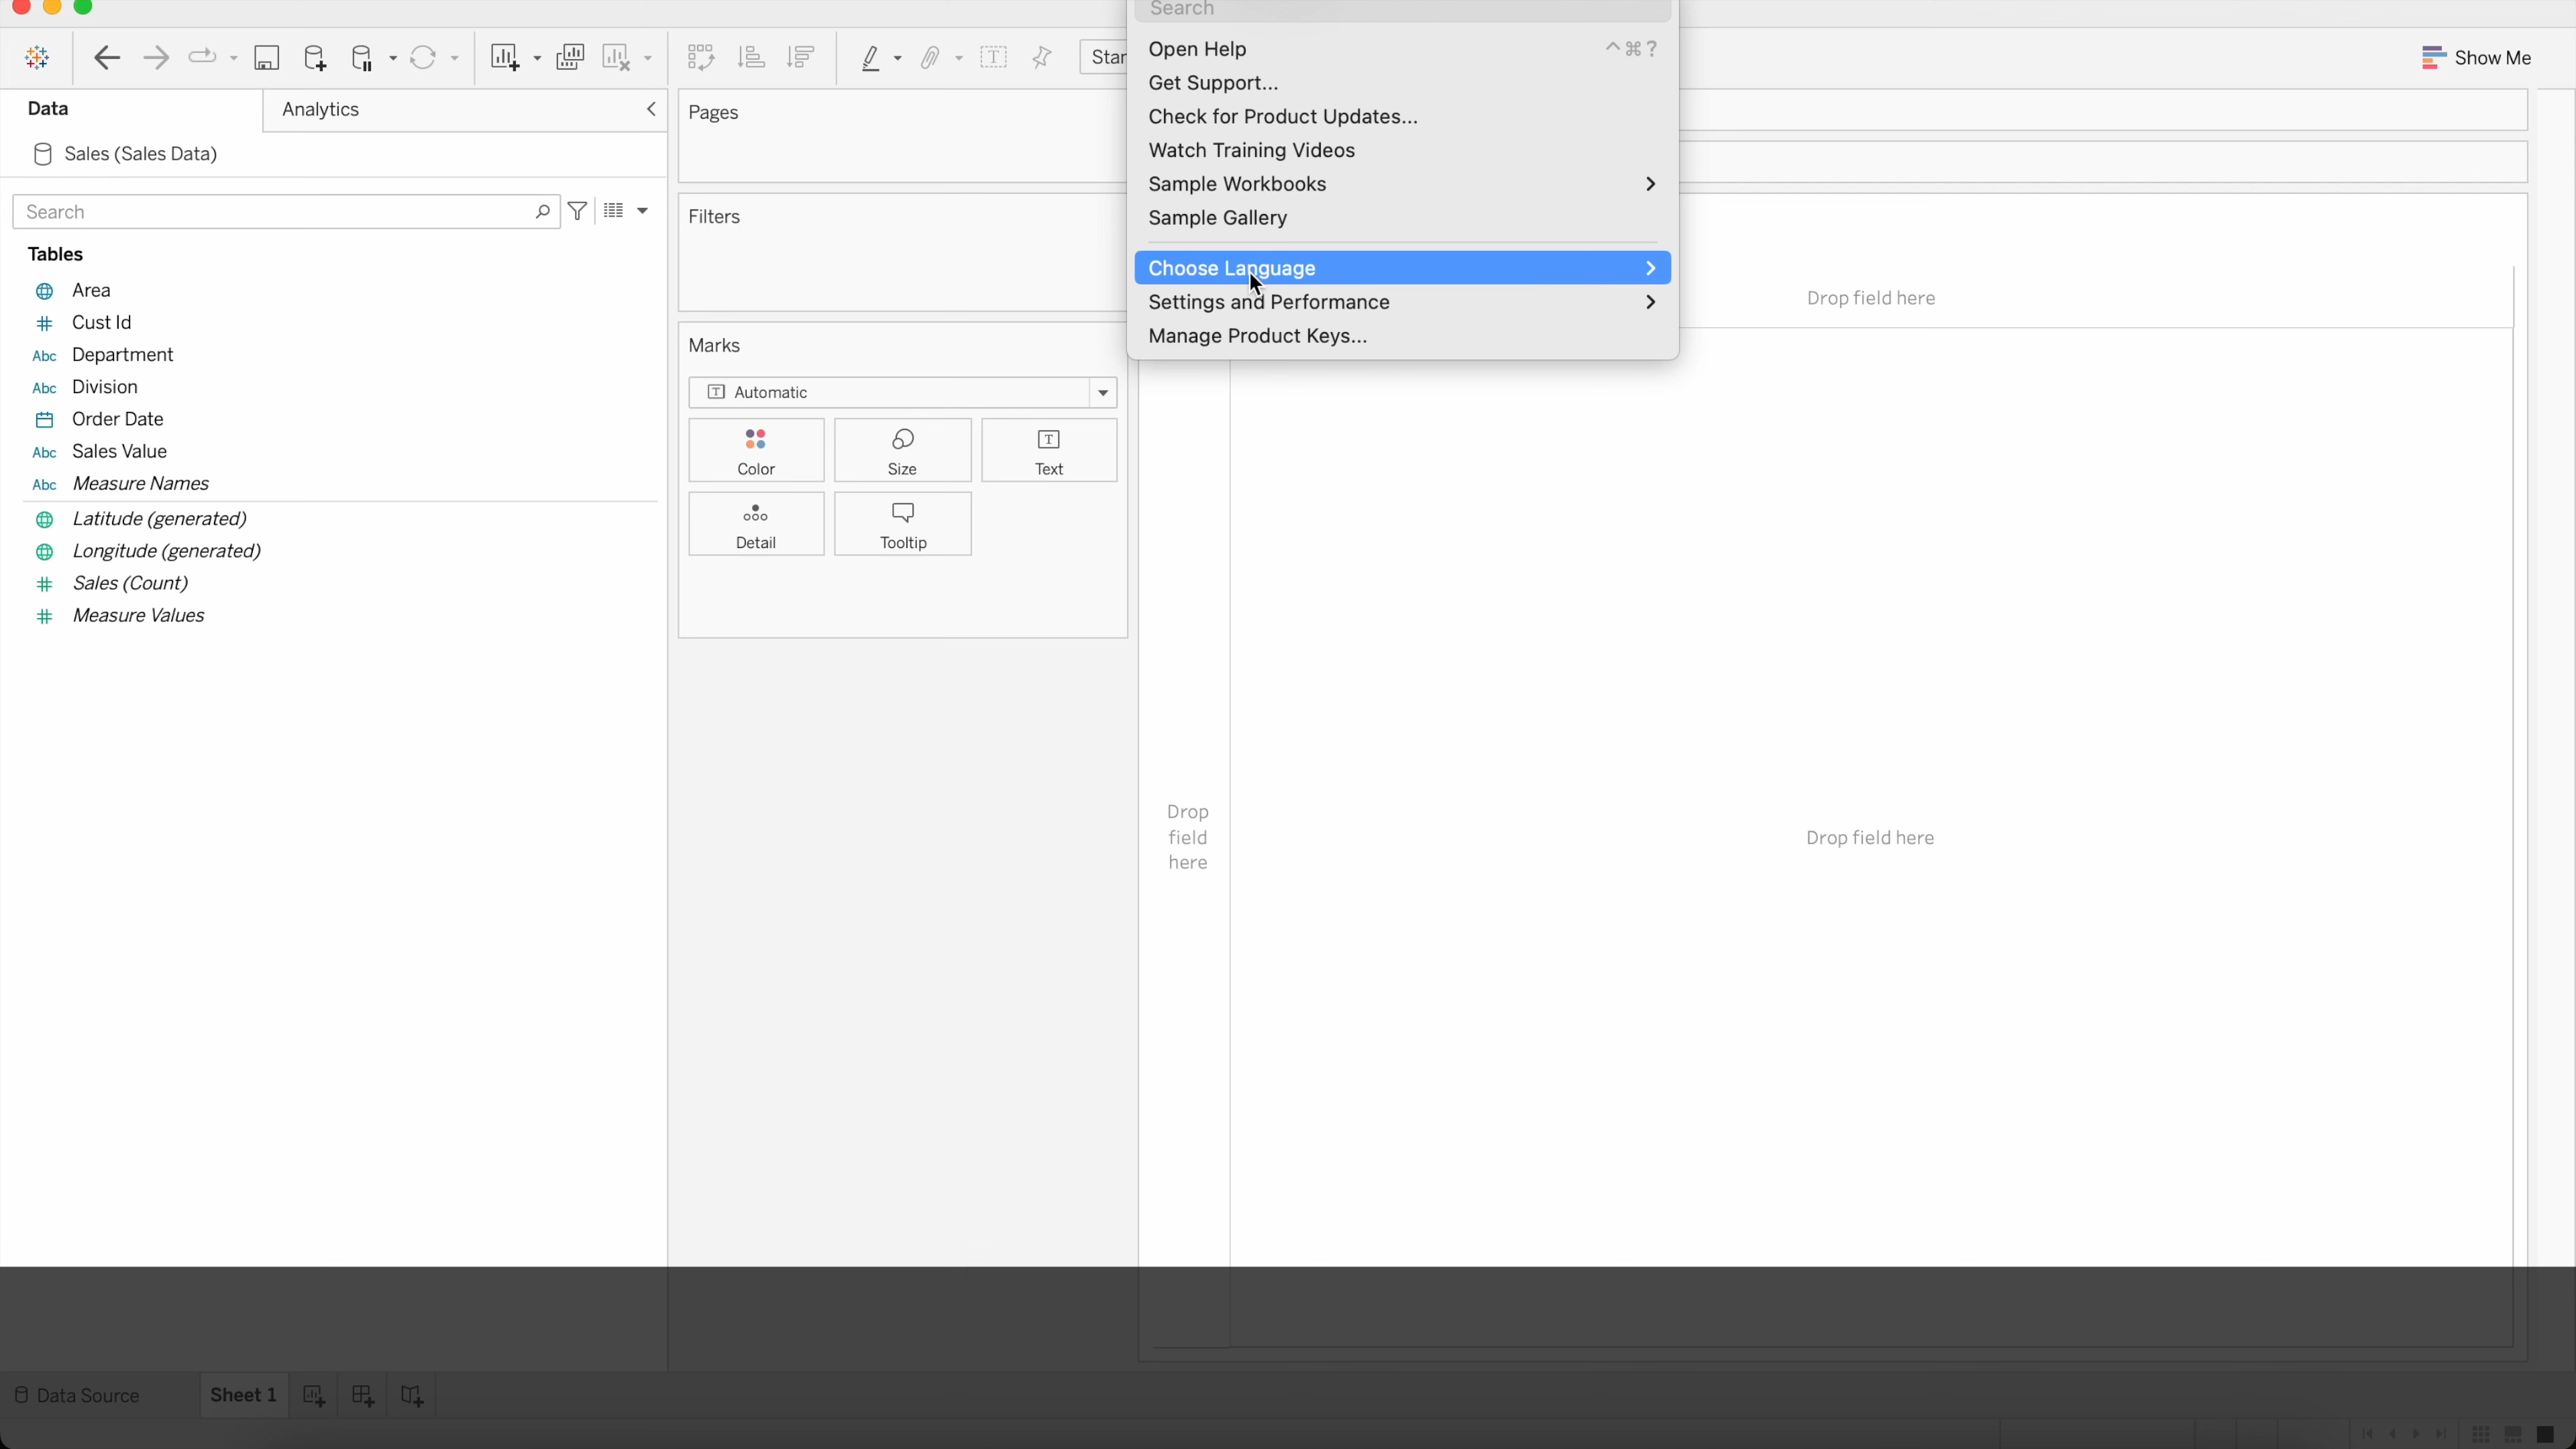 Search
Open Help ^⌘?
Get Support...
Check for Product Updates...
Watch Training Videos
Sample Workbooks
Sample Gallery
Choose Language
Settings and Performance
Manage Product Keys...
Show Me
Data
Analytics
Sales (Sales Data)
Search
Tables
Area
Cust Id
Abc Department
Abc Division
Order Date
Abc Sales Value
Abc Measure Names
Latitude (generated)
Longitude (generated)
# Sales (Count)
# Measure Values
Pages
Filters
Marks
T Automatic
Color
Size
T Text
Detail
Tooltip
Drop field here
Drop
field
here
Drop field here
Data Source
Sheet 1